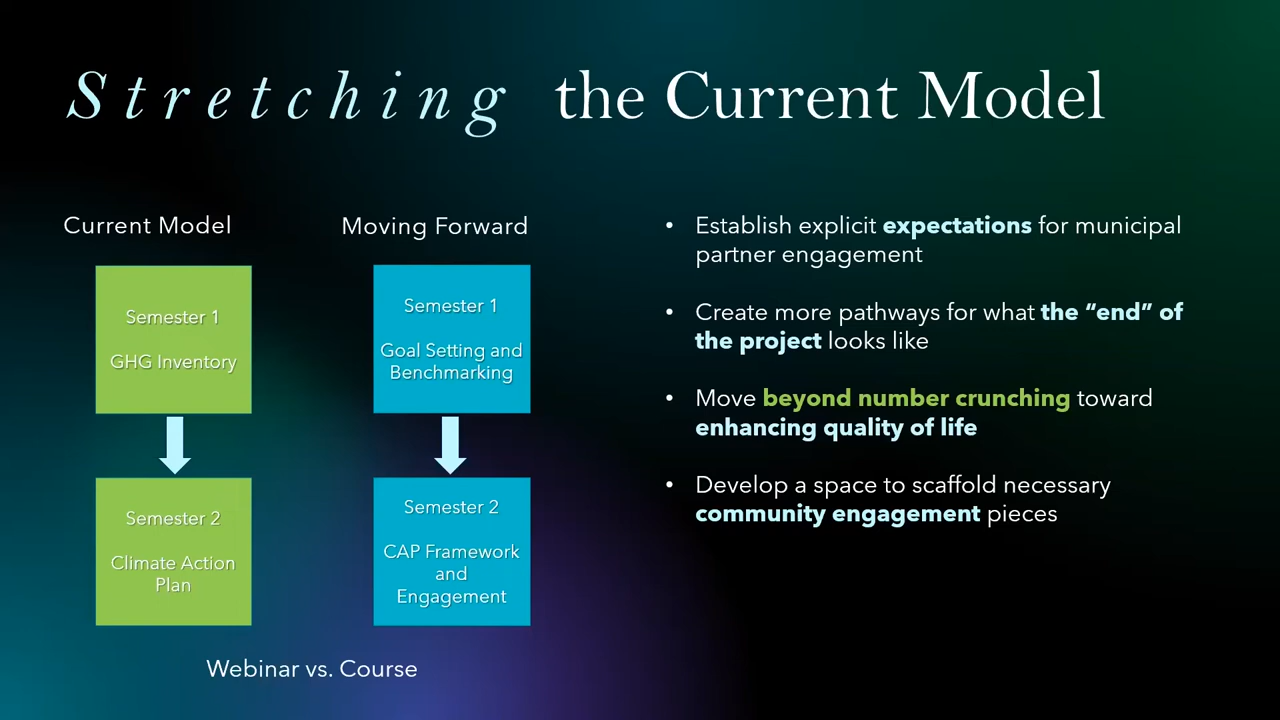 Stretching the Current Model
Current Model
Semester 1
GHG Inventory
Semester 2
Climate Action
Plan
Moving Forward
Semester 1
Goal Setting and
Benchmarking
Semester 2
CAP Framework
and
Engagement
Webinar vs. Course
• Establish explicit expectations for municipal
partner engagement
• Create more pathways for what the “end” of
the project looks like
• Move beyond number crunching toward
enhancing quality of life
• Develop a space to scaffold necessary
community engagement pieces